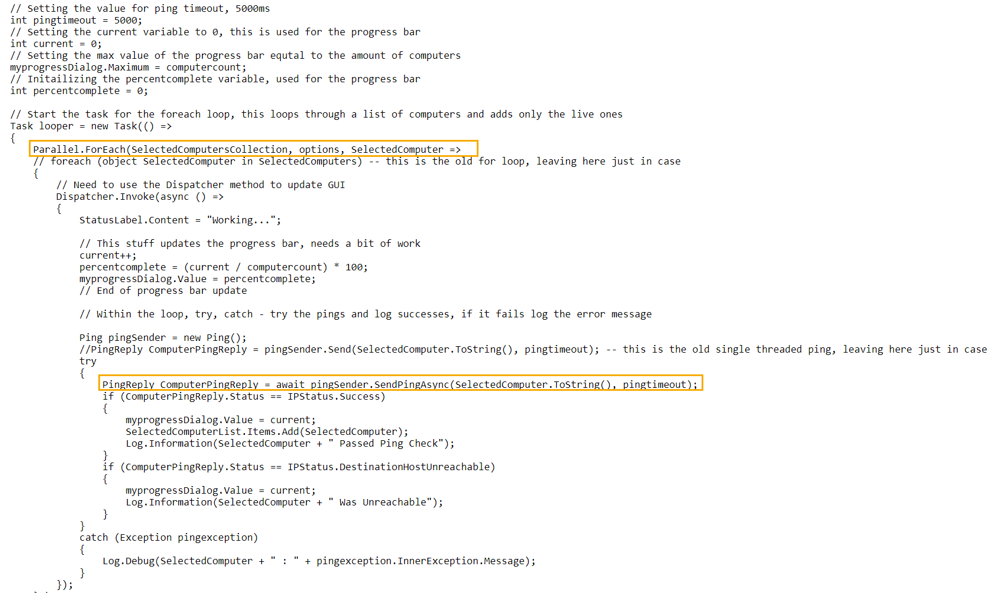 // Setting the value for ping timeout, 5000ms
int pingtimeout = 5000;
// Setting the current variable to 0, this is used for the progress bar
int current = 0;
// Setting the max value of the progress bar equtal to the amount of computers
myprogressDialog.Maximum = computercount;
// Initailizing the percentcomplete variable, used for the progress bar
int percentcomplete = 0;

// Start the task for the foreach loop, this loops through a list of computers and adds only the live ones
Task looper = new Task(() =>
{
    Parallel.ForEach(SelectedComputersCollection, options, SelectedComputer =>
    // foreach (object SelectedComputer in SelectedComputers) -- this is the old for loop, leaving here just in case
    {
        // Need to use the Dispatcher method to update GUI
        Dispatcher.Invoke(async () =>
        {
            StatusLabel.Content = "Working...";

            // This stuff updates the progress bar, needs a bit of work
            current++;
            percentcomplete = (current / computercount) * 100;
            myprogressDialog.Value = percentcomplete;
            // End of progress bar update

            // Within the loop, try, catch - try the pings and log successes, if it fails log the error message

            Ping pingSender = new Ping();
            //PingReply ComputerPingReply = pingSender.Send(SelectedComputer.ToString(), pingtimeout); -- this is the old single threaded ping, leaving here just in case
            try
            {
                PingReply ComputerPingReply = await pingSender.SendPingAsync(SelectedComputer.ToString(), pingtimeout);
                if (ComputerPingReply.Status == IPStatus.Success)
                {
                    myprogressDialog.Value = current;
                    SelectedComputerList.Items.Add(SelectedComputer);
                    Log.Information(SelectedComputer + " Passed Ping Check");
                }
                if (ComputerPingReply.Status == IPStatus.DestinationHostUnreachable)
                {
                    myprogressDialog.Value = current;
                    Log.Information(SelectedComputer + " Was Unreachable");
                }
            }
            catch (Exception pingexception)
            {
                Log.Debug(SelectedComputer + " : " + pingexception.InnerException.Message);
            }
        });